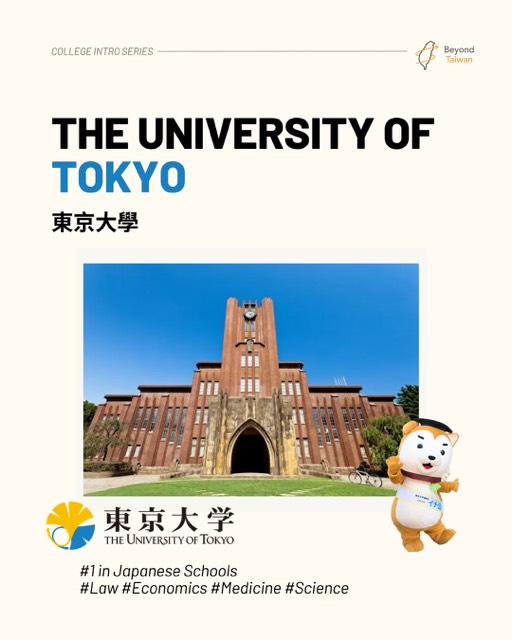 COLLEGE INTRO SERIES
Beyond
Taiwan
THE UNIVERSITY OF
TOKYO
東京大學
東京大学
THE UNIVERSITY OF TOKYO
#1 in Japanese Schools
#Law #Economics #Medicine #Science